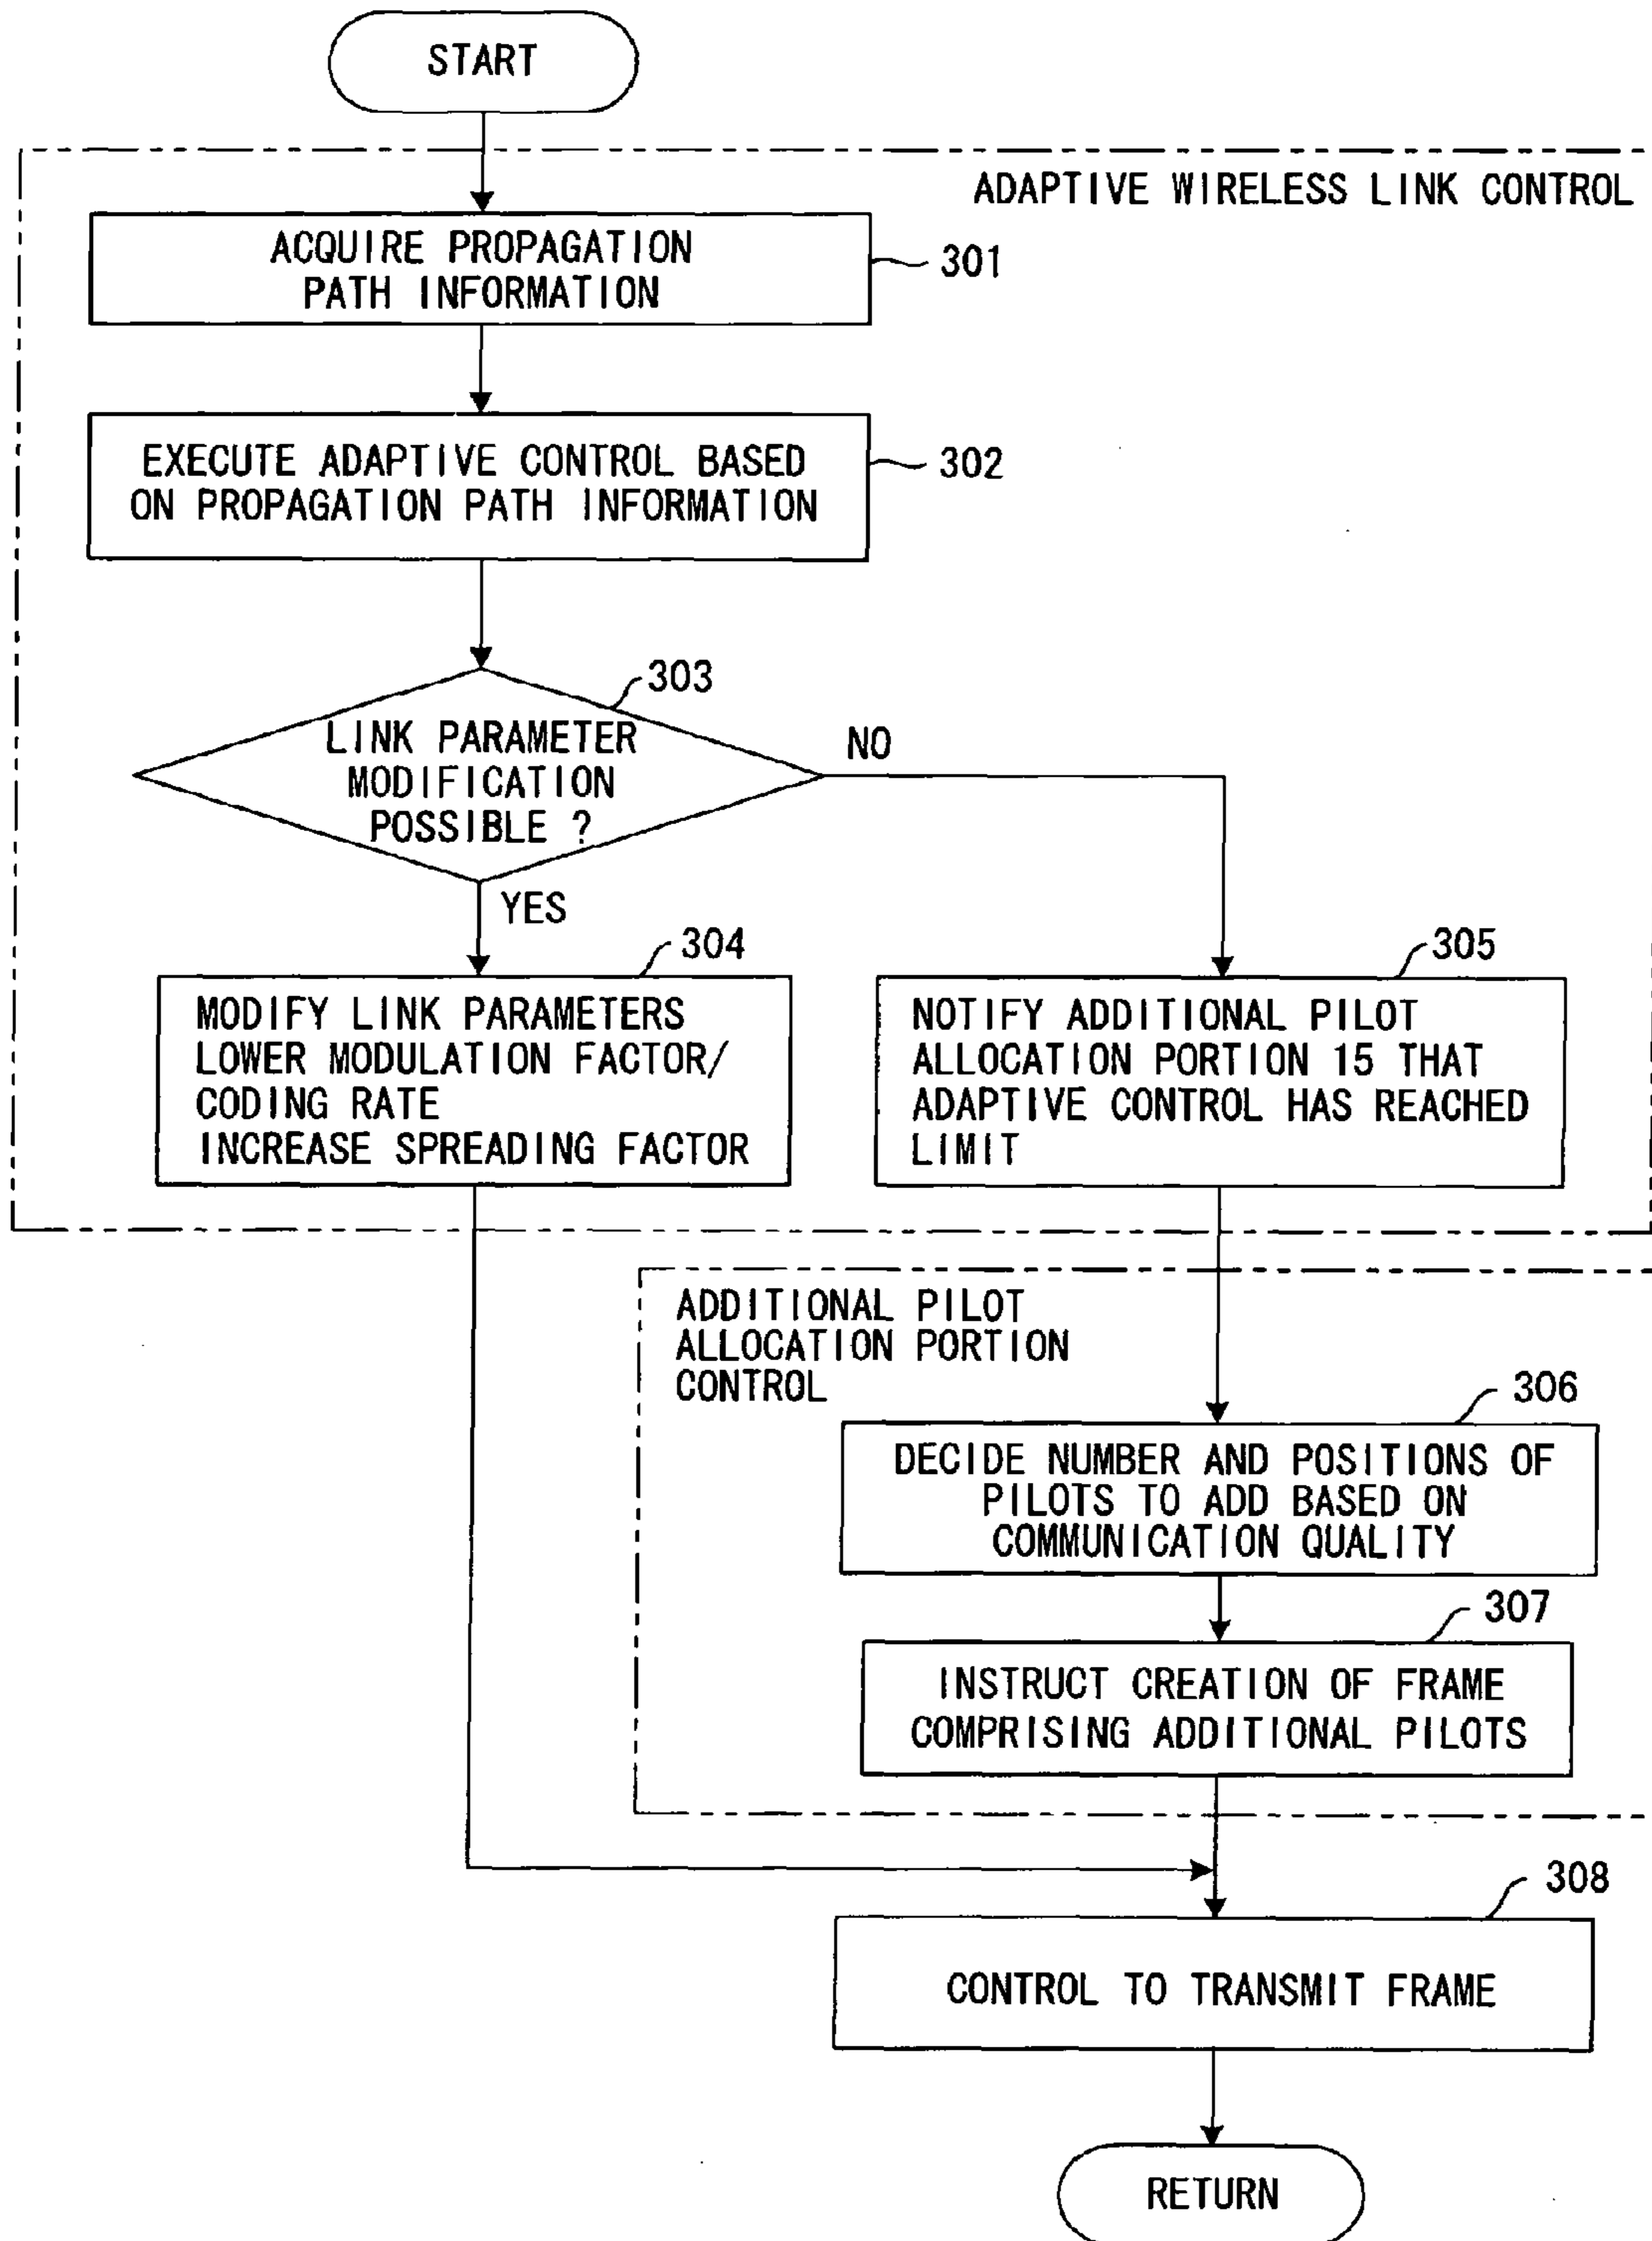 START
ADAPTIVE WIRELESS LINK CONTROL
ACQUIRE PROPAGATION
PATH INFORMATION
301
EXECUTE ADAPTIVE CONTROL BASED
ON PROPAGATION PATH INFORMATION
302
303
LINK PARAMETER
MODIFICATION
POSSIBLE ?
NO
YES
304
MODIFY LINK PARAMETERS
LOWER MODULATION FACTOR/
CODING RATE
INCREASE SPREADING FACTOR
305
NOTIFY ADDITIONAL PILOT
ALLOCATION PORTION 15 THAT
ADAPTIVE CONTROL HAS REACHED
LIMIT
ADDITIONAL PILOT
ALLOCATION PORTION
CONTROL
306
DECIDE NUMBER AND POSITIONS OF
PILOTS TO ADD BASED ON
COMMUNICATION QUALITY
307
INSTRUCT CREATION OF FRAME
COMPRISING ADDITIONAL PILOTS
308
CONTROL TO TRANSMIT FRAME
RETURN